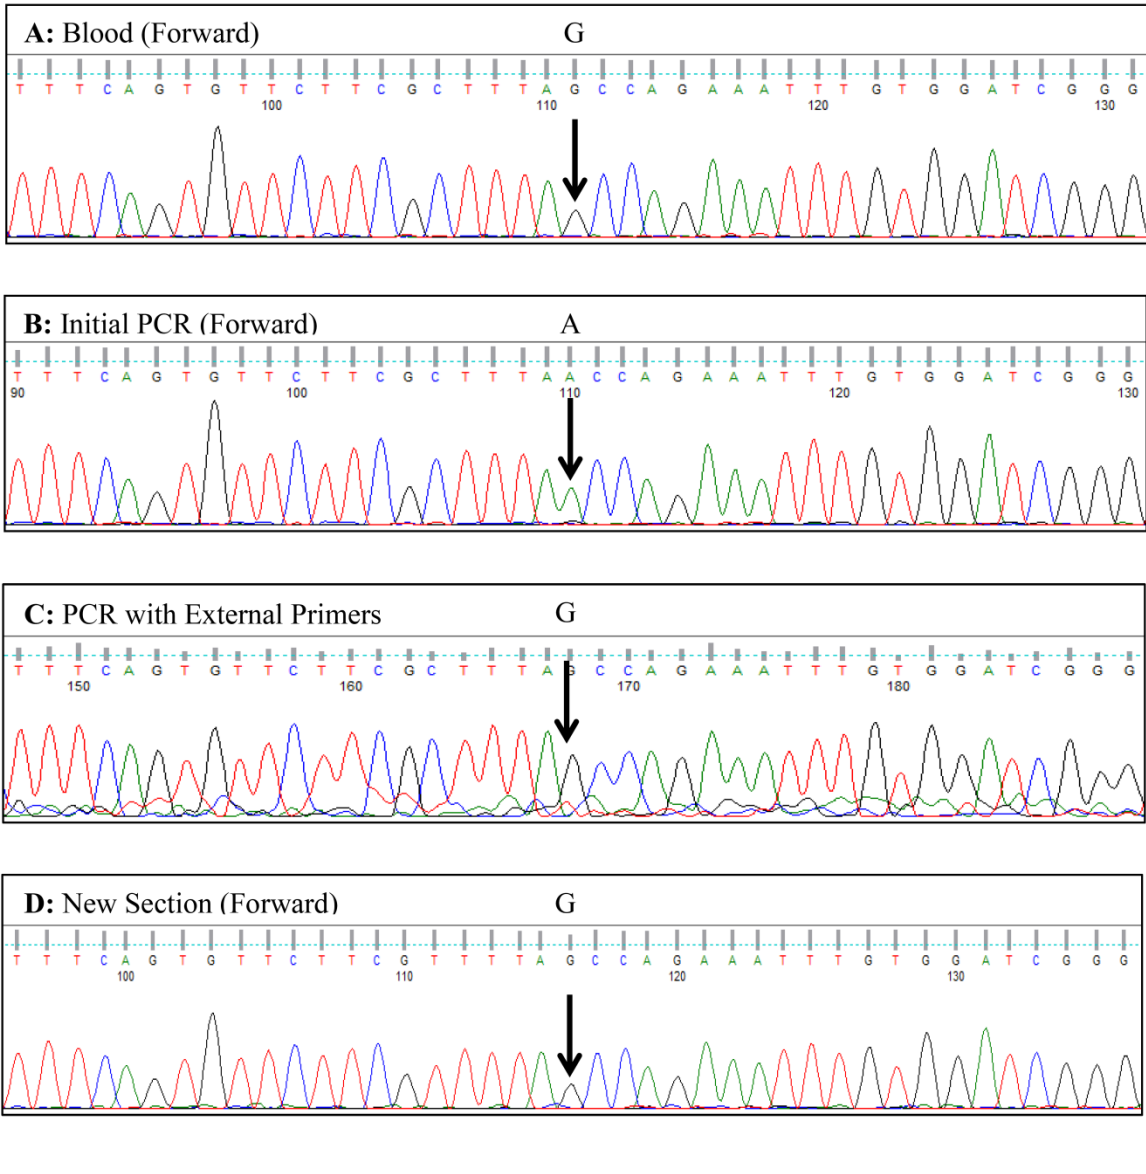 A: Blood (Forward) G
T T T C A G T G T T C T T C G C T T T A G C C A G A A A T T T G T G G A T C G G G
100 110 120 130
B: Initial PCR (Forward) A
T T T C A G T G T T C T T C G C T T T A A C C A G A A A T T T G T G G A T C G G G
90 100 110 120 130
C: PCR with External Primers G
T T T C A G T G T T C T T C G C T T T A G C C A G A A A T T T G T G G A T C G G G
150 160 170 180
D: New Section (Forward) G
T T T C A G T G T T C T T C G T T T T A G C C A G A A A T T T G T G G A T C G G G
100 110 120 130